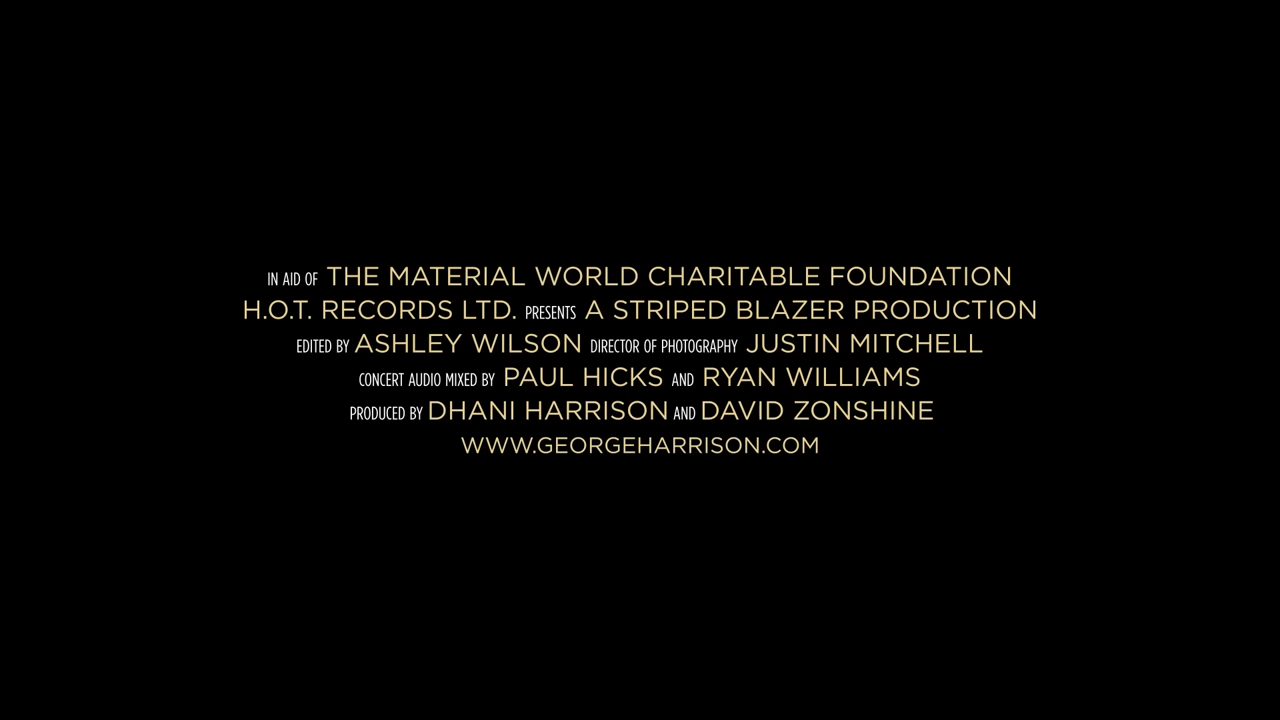 IN AID OF THE MATERIAL WORLD CHARITABLE FOUNDATION
H.O.T. RECORDS LTD. PRESENTS A STRIPED BLAZER PRODUCTION
EDITED BY ASHLEY WILSON DIRECTOR OF PHOTOGRAPHY JUSTIN MITCHELL
CONCERT AUDIO MIXED BY PAUL HICKS AND RYAN WILLIAMS
PRODUCED BY DHANI HARRISON AND DAVID ZONSHINE
WWW.GEORGEHARRISON.COM